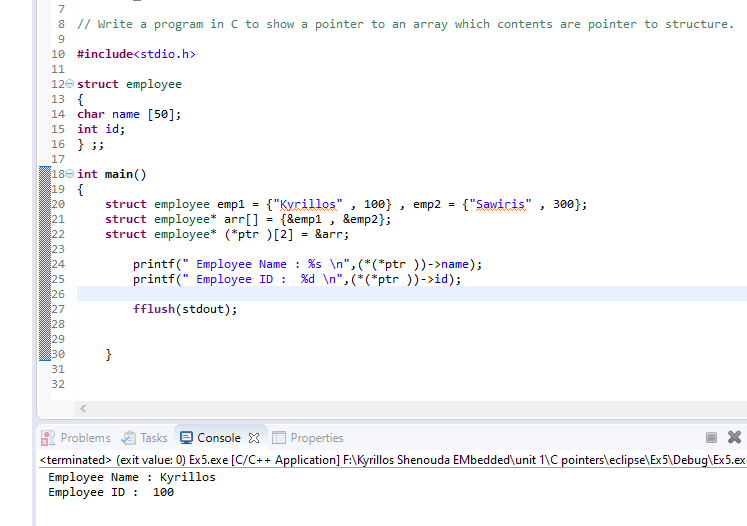 7
8 // Write a program in C to show a pointer to an array which contents are pointer to structure.
9
10 #include<stdio.h>
11
12 struct employee
13 {
14 char name [50];
15 int id;
16 } ;;
17
18 int main()
19 {
20 struct employee emp1 = {"Kyrillos" , 100} , emp2 = {"Sawiris" , 300};
21 struct employee* arr[] = {&emp1 , &emp2};
22 struct employee* (*ptr )[2] = &arr;
23
24 printf(" Employee Name : %s \n",(*(*ptr ))->name);
25 printf(" Employee ID :  %d \n",(*(*ptr ))->id);
26
27 fflush(stdout);
28
29
30 }
31
32
Problems Tasks Console Properties
<terminated> (exit value: 0) Ex5.exe [C/C++ Application] F:\Kyrillos Shenouda EMbedded\unit 1\C pointers\eclipse\Ex5\Debug\Ex5.ex
Employee Name : Kyrillos
Employee ID :  100